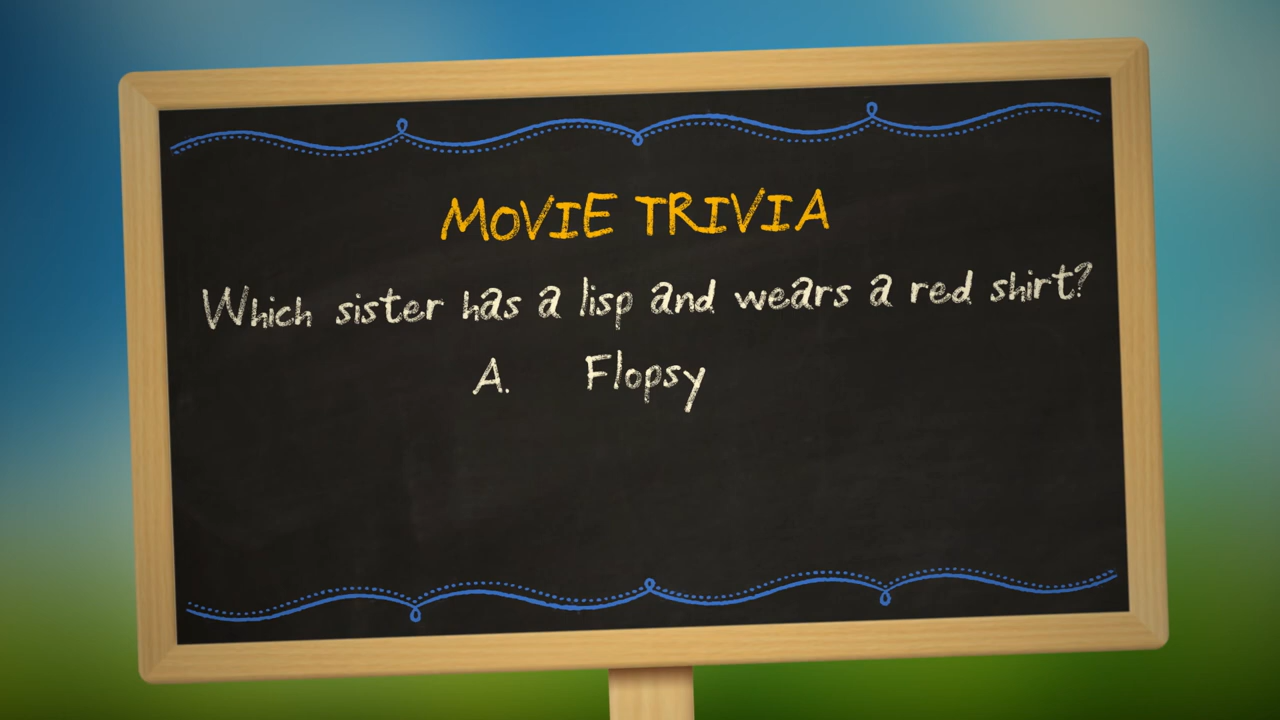 MOVIE TRIVIA
Which sister has a lisp and wears a red shirt?
A. Flopsy